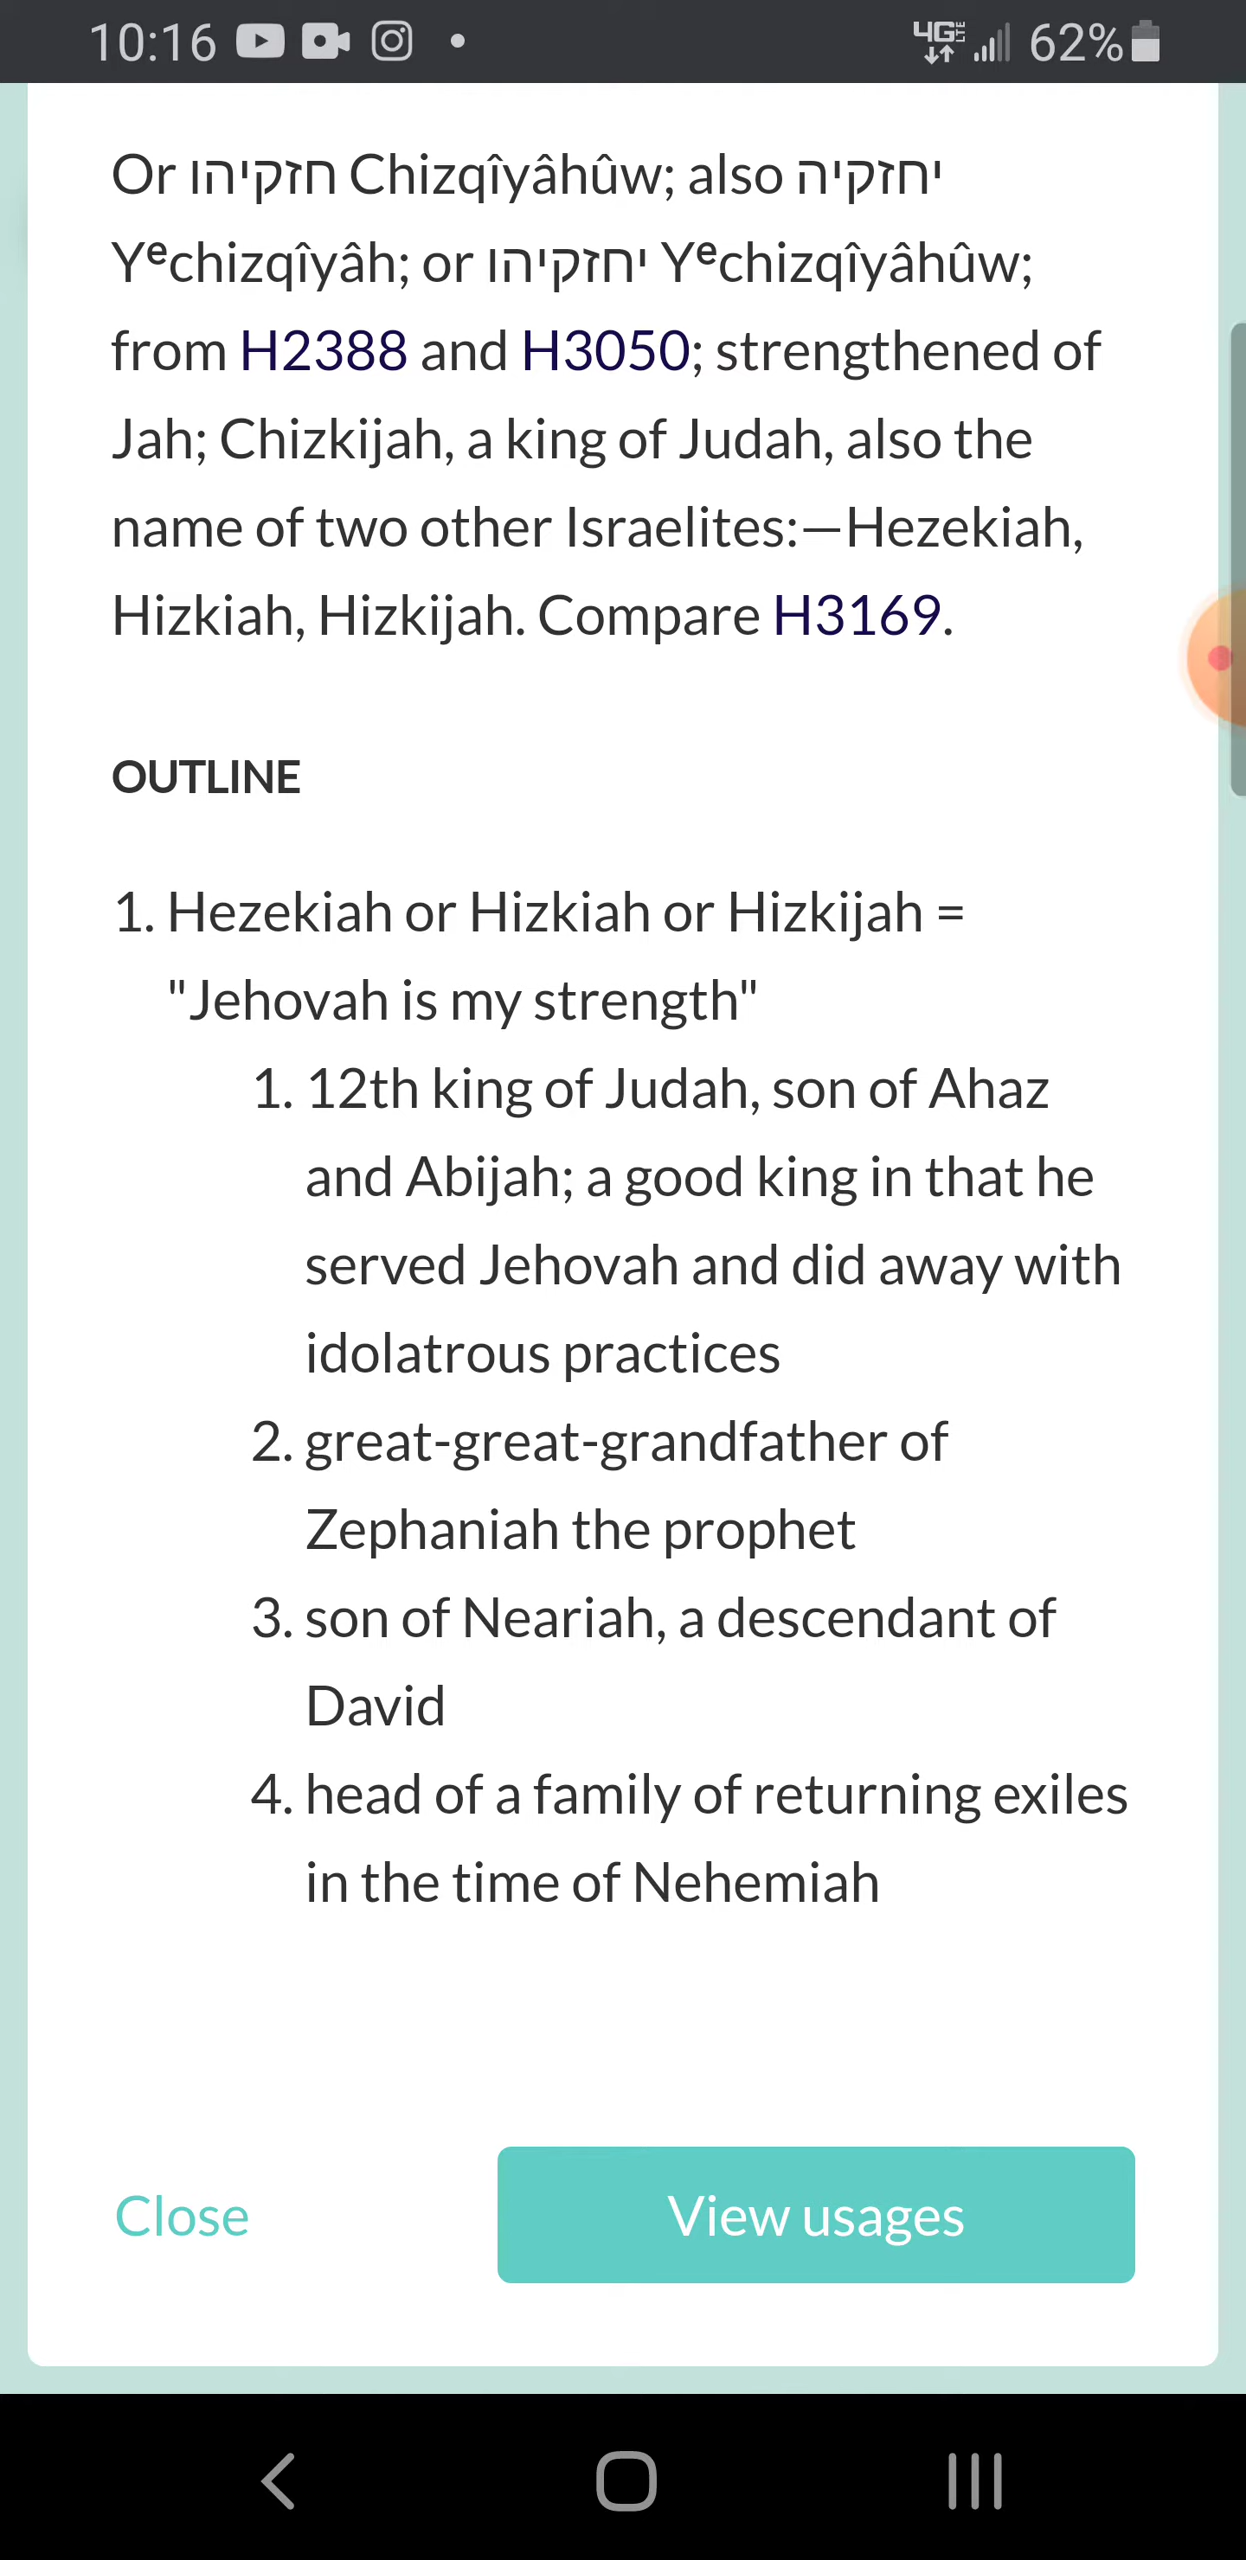 10:16 4G LTE 62%
Or חזקיהו Chizqîyâhûw; also יחזקיה
Yᵉchizqîyâh; or יחזקיהו Yᵉchizqîyâhûw;
from H2388 and H3050; strengthened of
Jah; Chizkijah, a king of Judah, also the
name of two other Israelites:—Hezekiah,
Hizkiah, Hizkijah. Compare H3169.
OUTLINE
1. Hezekiah or Hizkiah or Hizkijah =
"Jehovah is my strength"
1. 12th king of Judah, son of Ahaz
and Abijah; a good king in that he
served Jehovah and did away with
idolatrous practices
2. great-great-grandfather of
Zephaniah the prophet
3. son of Neariah, a descendant of
David
4. head of a family of returning exiles
in the time of Nehemiah
Close View usages